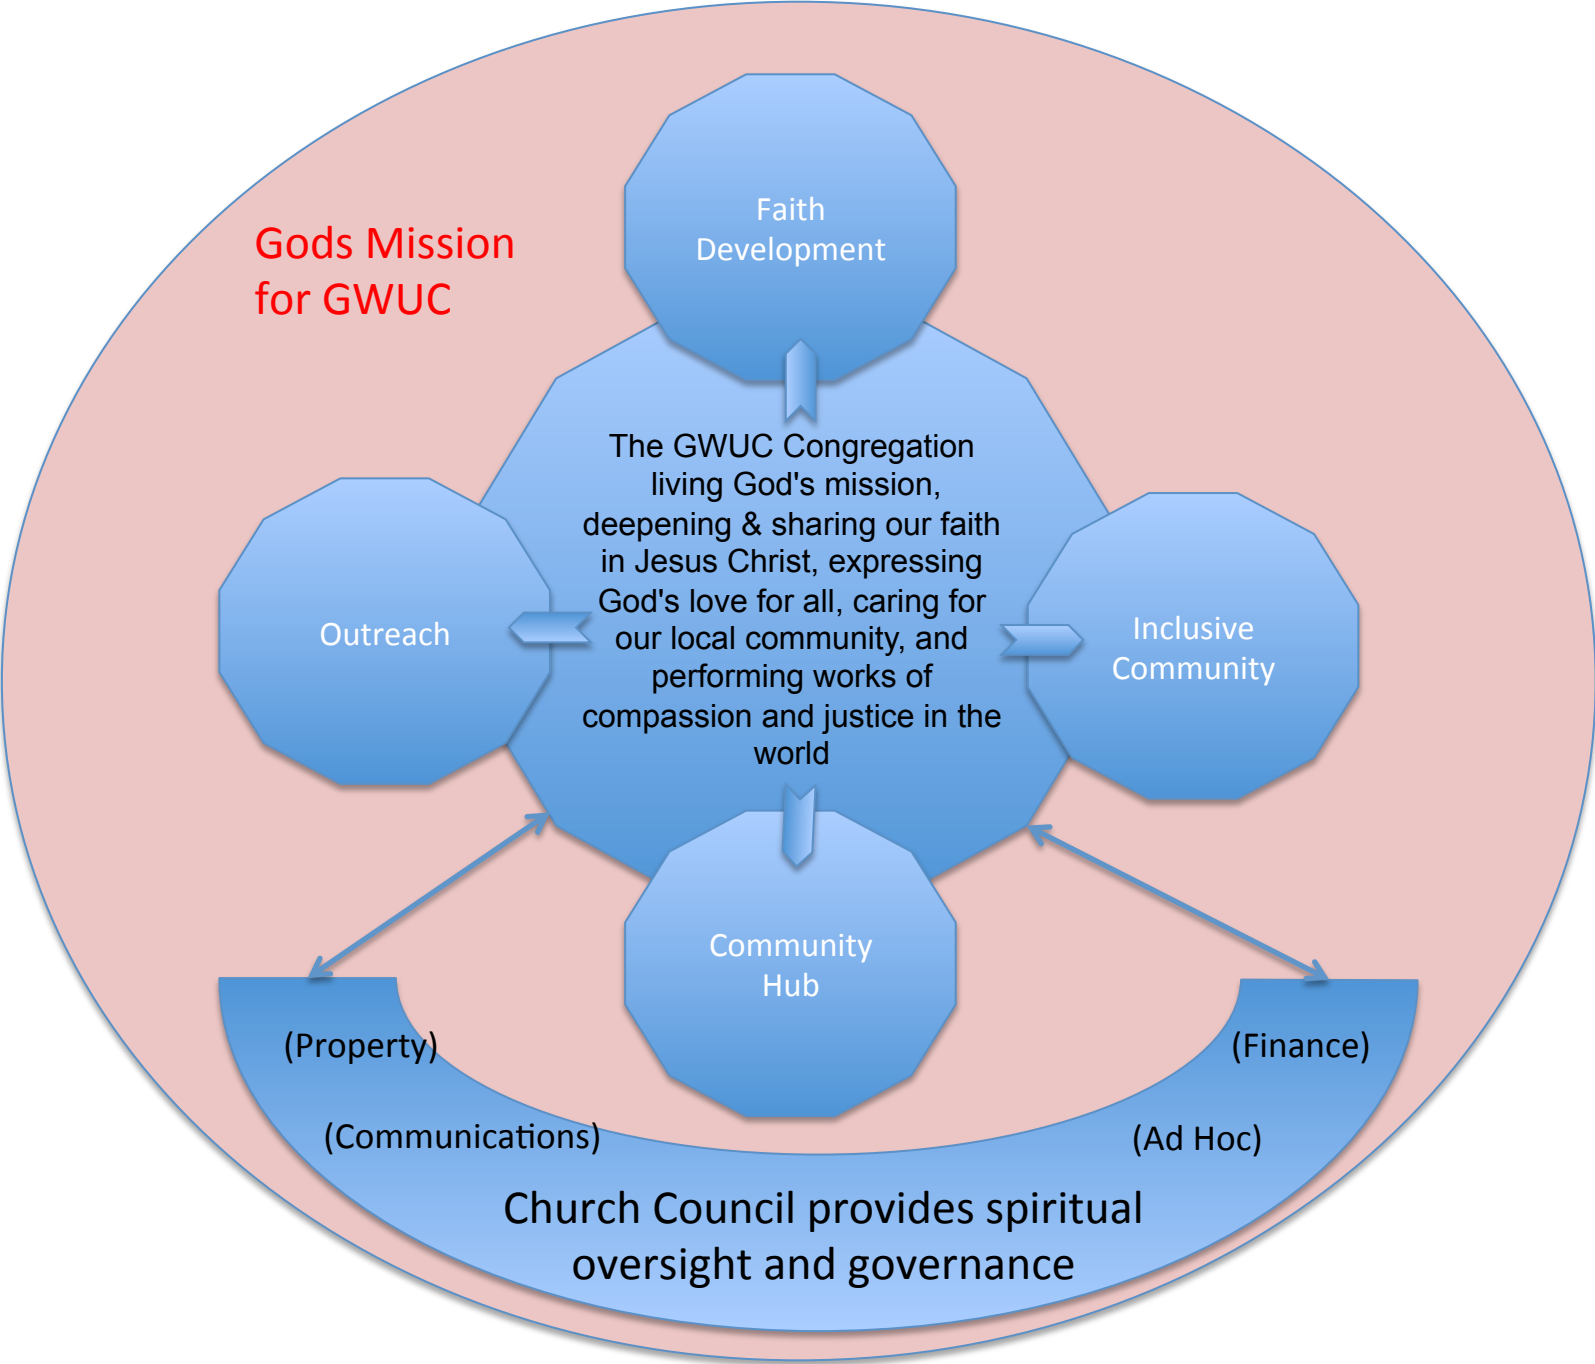 Faith
Development
Gods Mission
for GWUC
The GWUC Congregation
living God's mission,
deepening & sharing our faith
in Jesus Christ, expressing
God's love for all, caring for
our local community, and
performing works of
compassion and justice in the
world
Outreach
Inclusive
Community
Community
Hub
(Property)
(Finance)
(Communications)
(Ad Hoc)
Church Council provides spiritual
oversight and governance